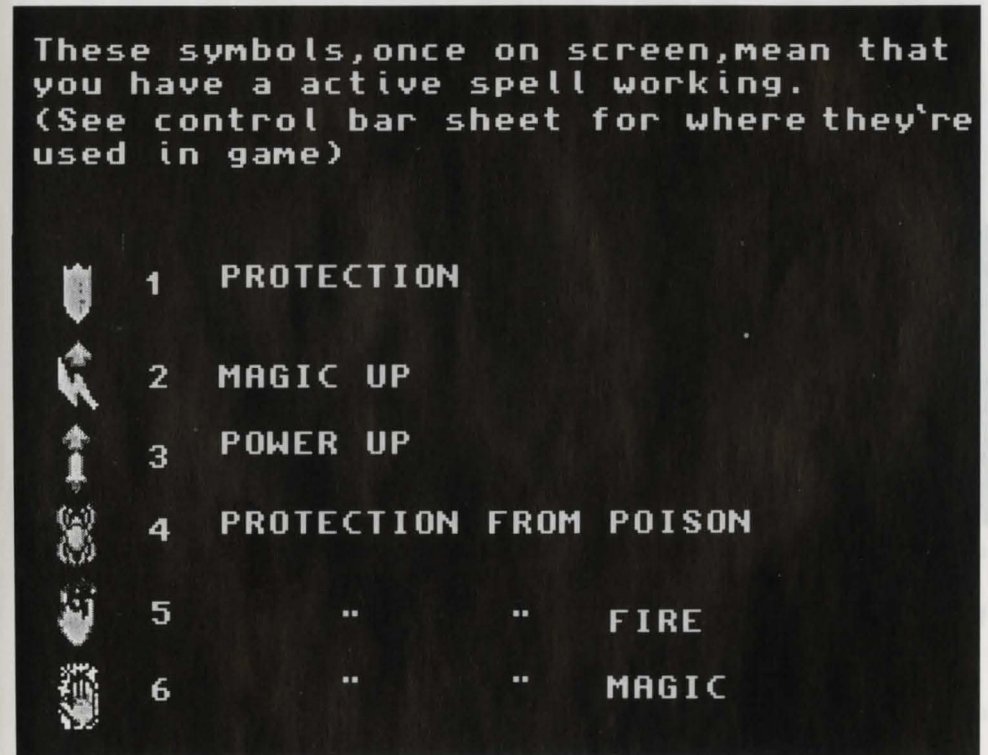 These symbols,once on screen,mean that
you have a active spell working.
(See control bar sheet for where they`re
used in game)
1 PROTECTION
2 MAGIC UP
3 POWER UP
4 PROTECTION FROM POISON
5 " " FIRE
6 " " MAGIC